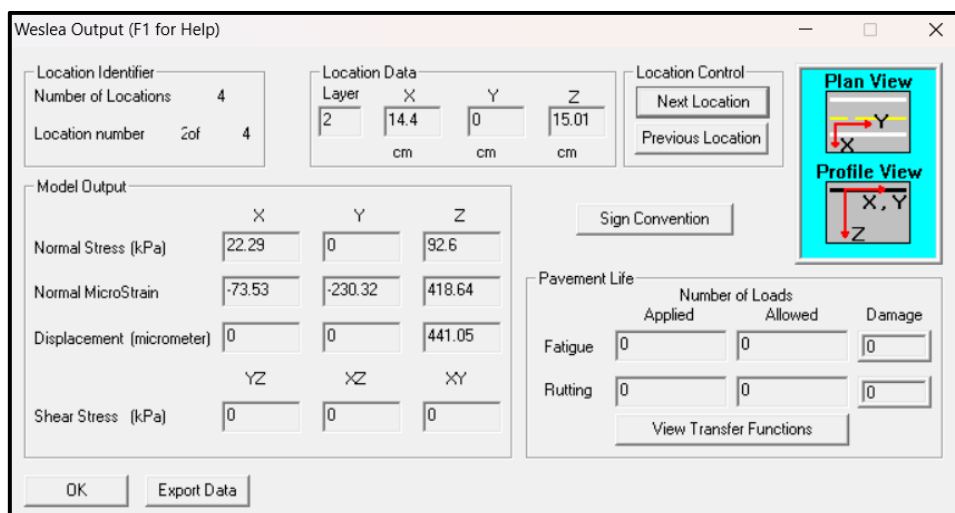 Weslea Output (F1 for Help)
Location Identifier
Number of Locations 4
Location number 2of 4
Location Data
Layer X Y Z
2 14.4 0 15.01
cm cm cm
Location Control
Next Location
Previous Location
Plan View
Y
X
Profile View
X, Y
Z
Model Output
X Y Z
Normal Stress (kPa) 22.29 0 92.6
Normal MicroStrain -73.53 -230.32 418.64
Displacement (micrometer) 0 0 441.05
YZ XZ XY
Shear Stress (kPa) 0 0 0
Sign Convention
Pavement Life
Number of Loads
Applied Allowed Damage
Fatigue 0 0 0
Rutting 0 0 0
View Transfer Functions
OK Export Data